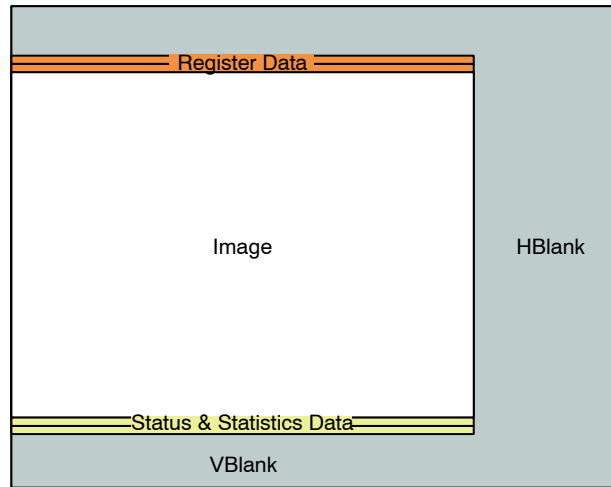 Register Data
Image
HBlank
Status & Statistics Data
VBlank